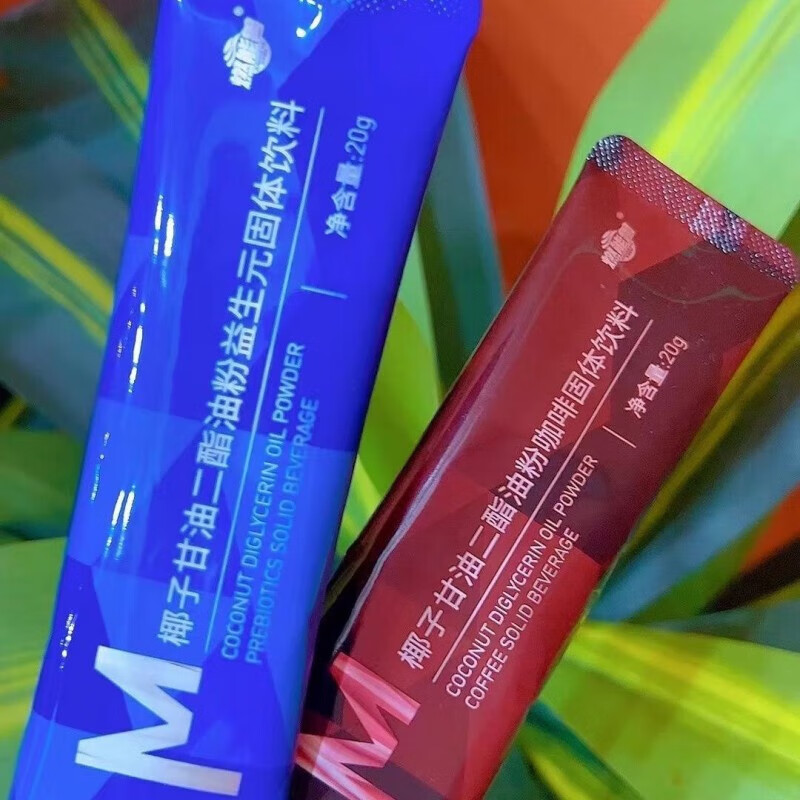 椰子甘油二酯油粉益生元固体饮料
净含量:20g
COCONUT DIGLYCERIN OIL POWDER
PREBIOTICS SOLID BEVERAGE
M
椰子甘油二酯油粉咖啡固体饮料
净含量:20g
COCONUT DIGLYCERIN OIL POWDER
COFFEE SOLID BEVERAGE
M